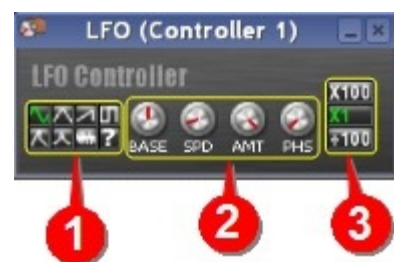 LFO (Controller 1)
LFO Controller
?
BASE SPD AMT PHS
X100
X1
÷100
1
2
3